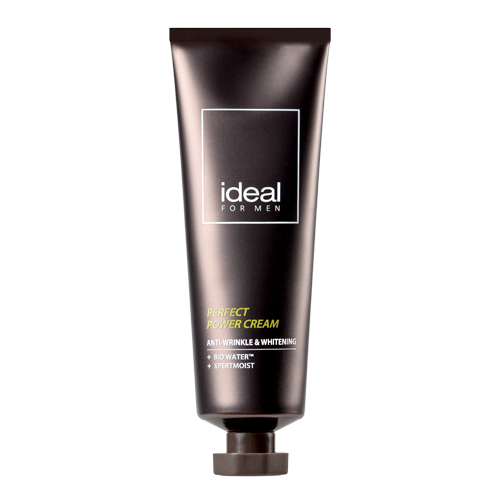 ideal
FOR MEN
PERFECT
POWER CREAM
ANTI-WRINKLE & WHITENING
+ BIO WATER™
+ XPERTMOIST